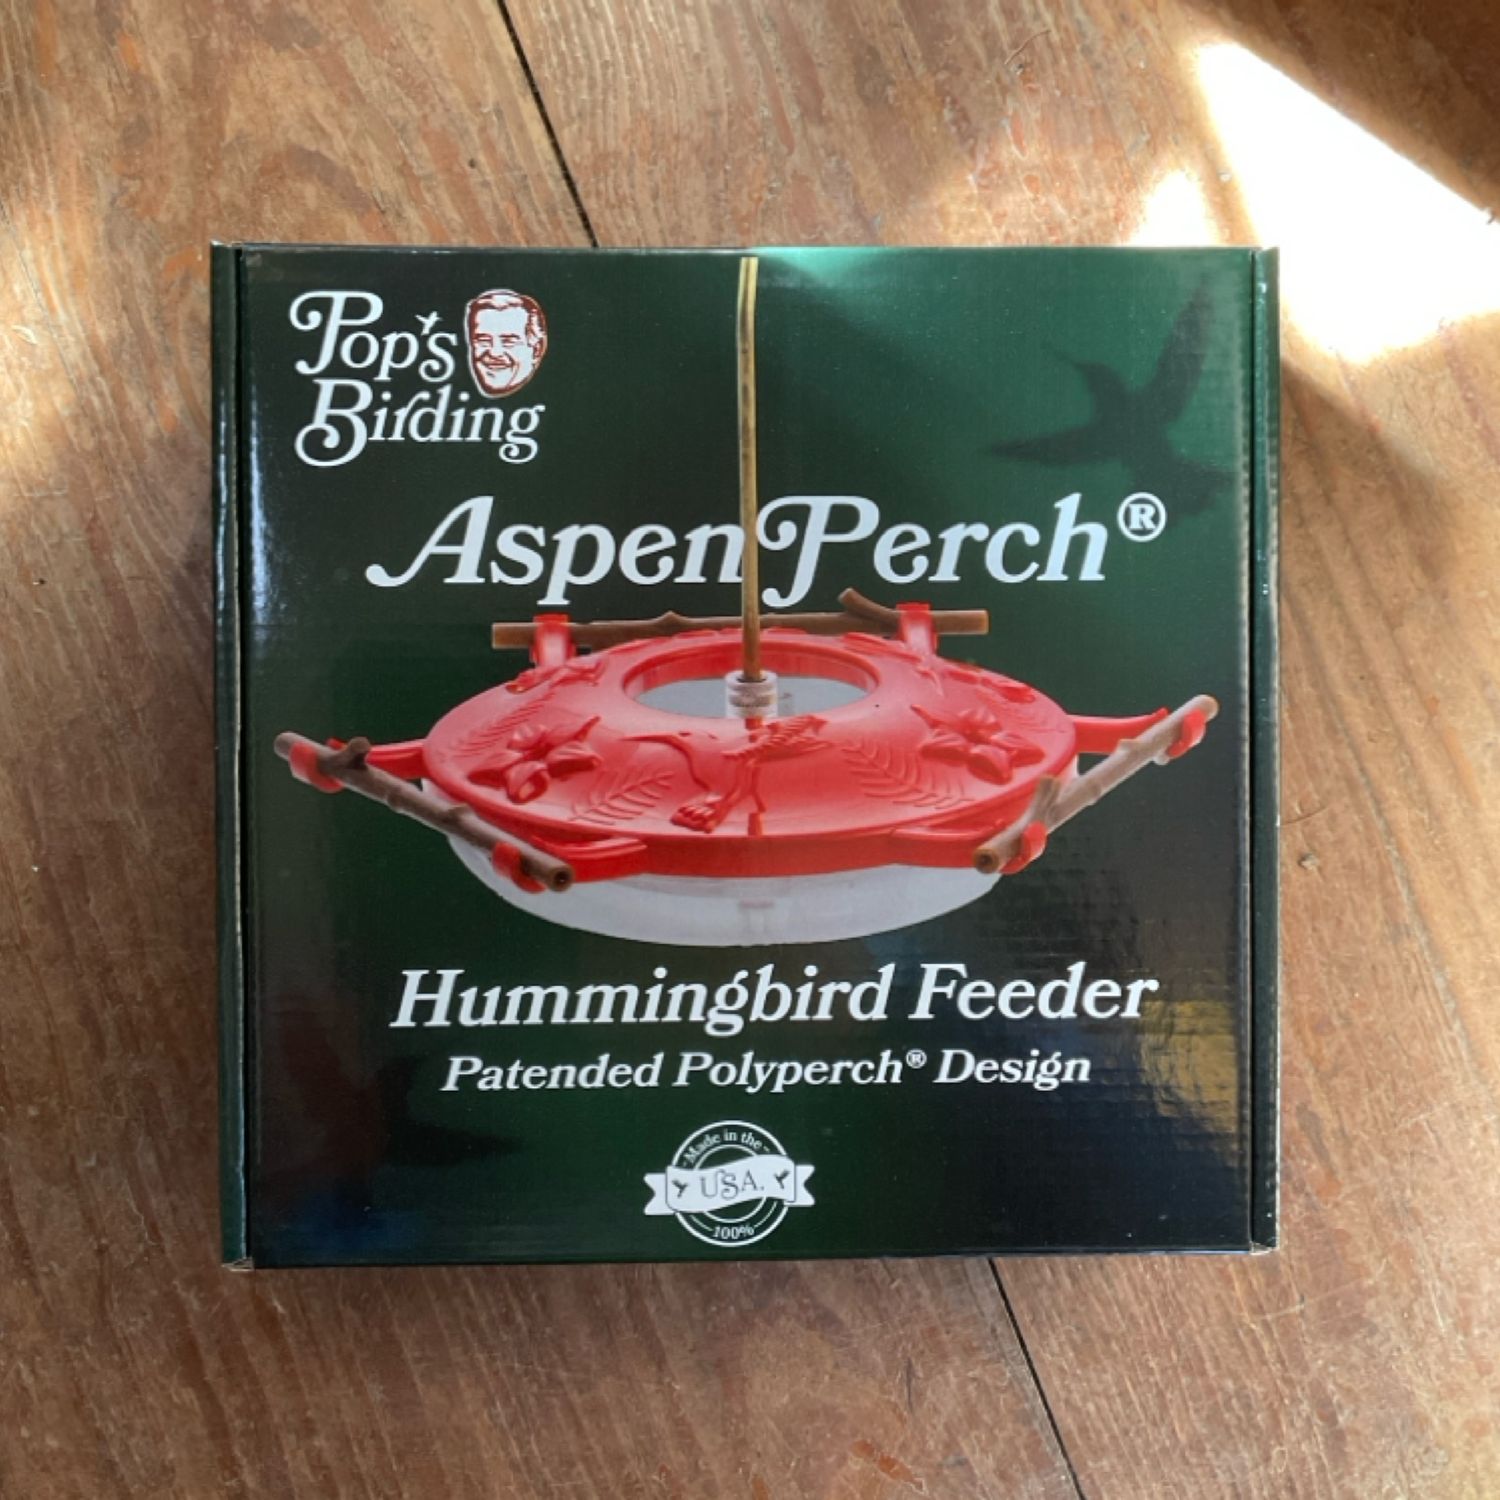 Pop's
Birding
AspenPerch®
Hummingbird Feeder
Patended Polyperch® Design
Made in the
USA.
100%